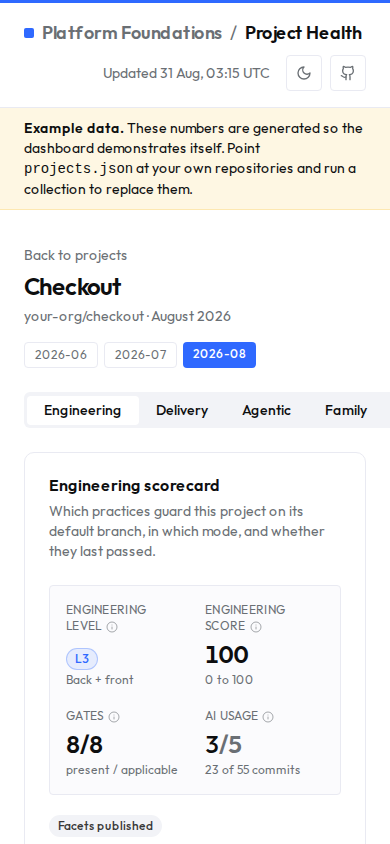 Platform Foundations / Project Health
Updated 31 Aug, 03:15 UTC
Example data. These numbers are generated so the
dashboard demonstrates itself. Point
projects.json at your own repositories and run a
collection to replace them.
Back to projects
Checkout
your-org/checkout · August 2026
2026-06 2026-07 2026-08
Engineering Delivery Agentic Family
Engineering scorecard
Which practices guard this project on its
default branch, in which mode, and whether
they last passed.
ENGINEERING
LEVEL
L3
Back + front
ENGINEERING
SCORE
100
0 to 100
GATES
8/8
present / applicable
AI USAGE
3/5
23 of 55 commits
Facets published